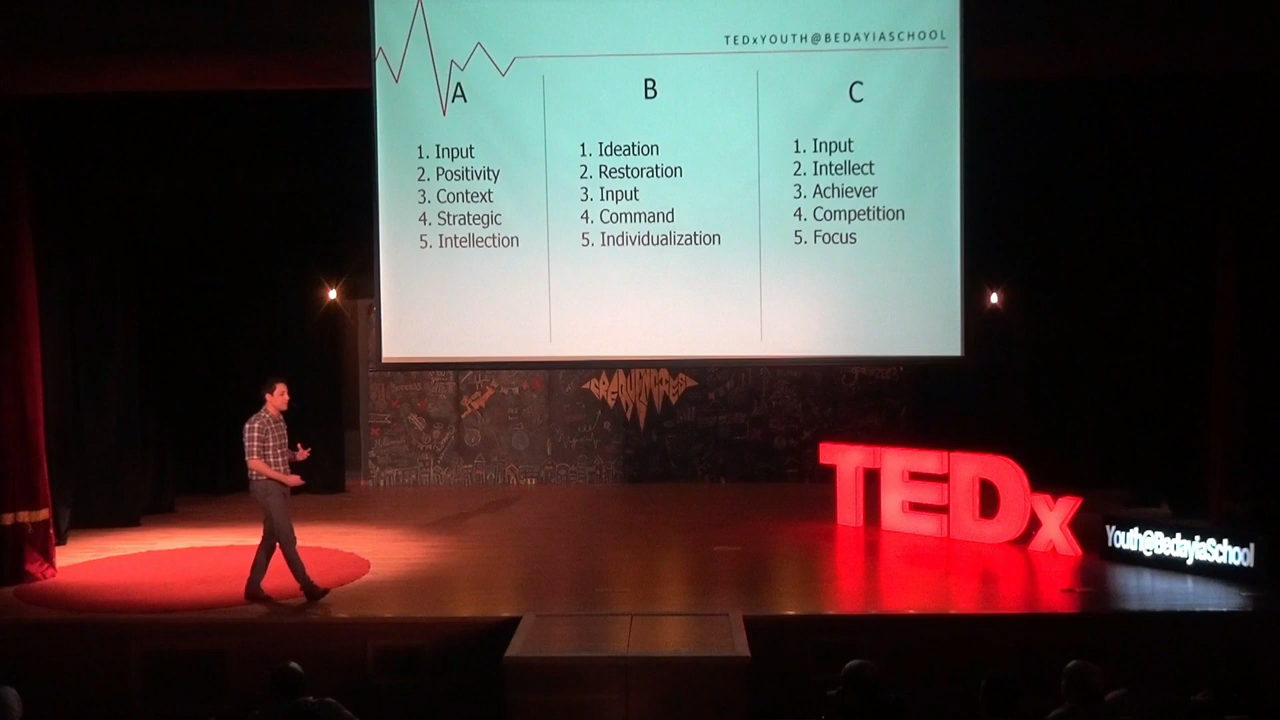 TEDxYOUTH@BEDAYIASCHOOL
A
1. Input
2. Positivity
3. Context
4. Strategic
5. Intellection
B
1. Ideation
2. Restoration
3. Input
4. Command
5. Individualization
C
1. Input
2. Intellect
3. Achiever
4. Competition
5. Focus
FREQUENCIES
TEDx
Youth@BedayiaSchool